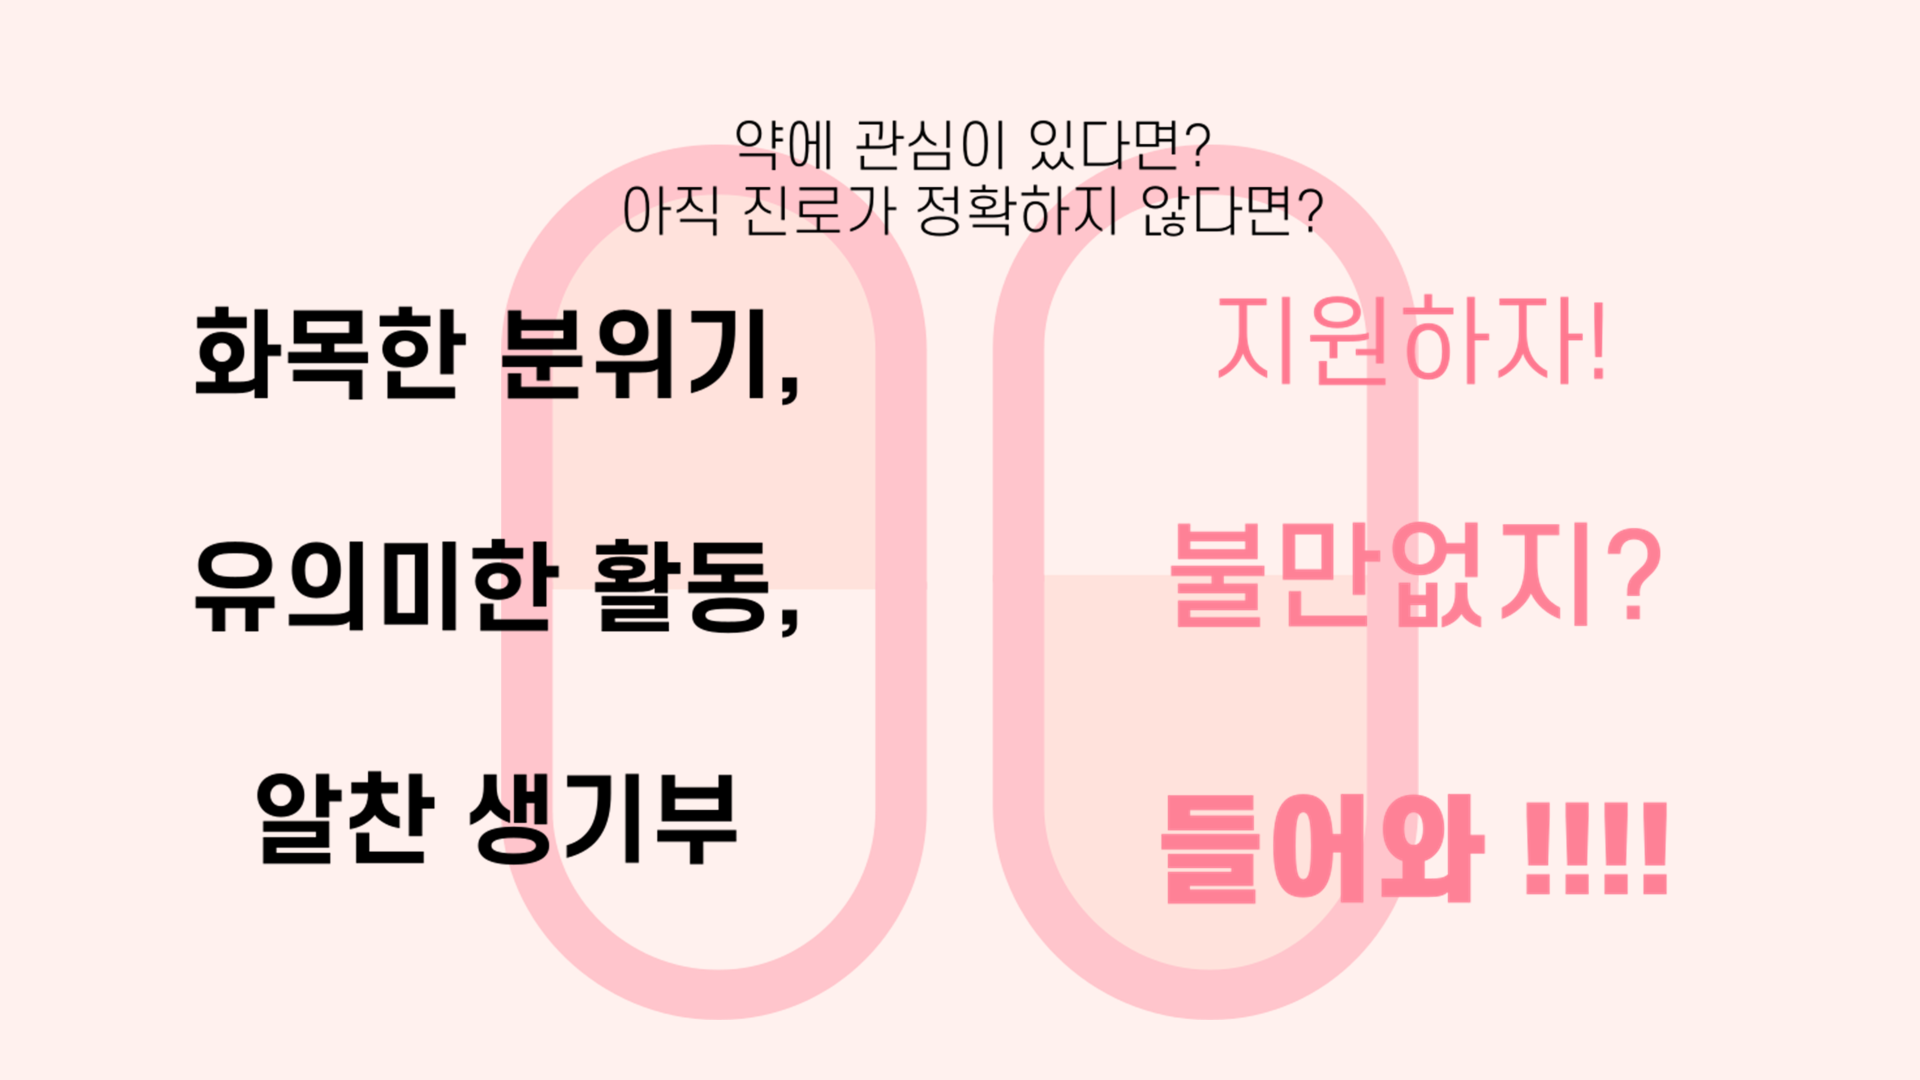 약에 관심이 있다면?
아직 진로가 정확하지 않다면?
화목한 분위기,
유의미한 활동,
알찬 생기부
지원하자!
불만없지?
들어와 !!!!